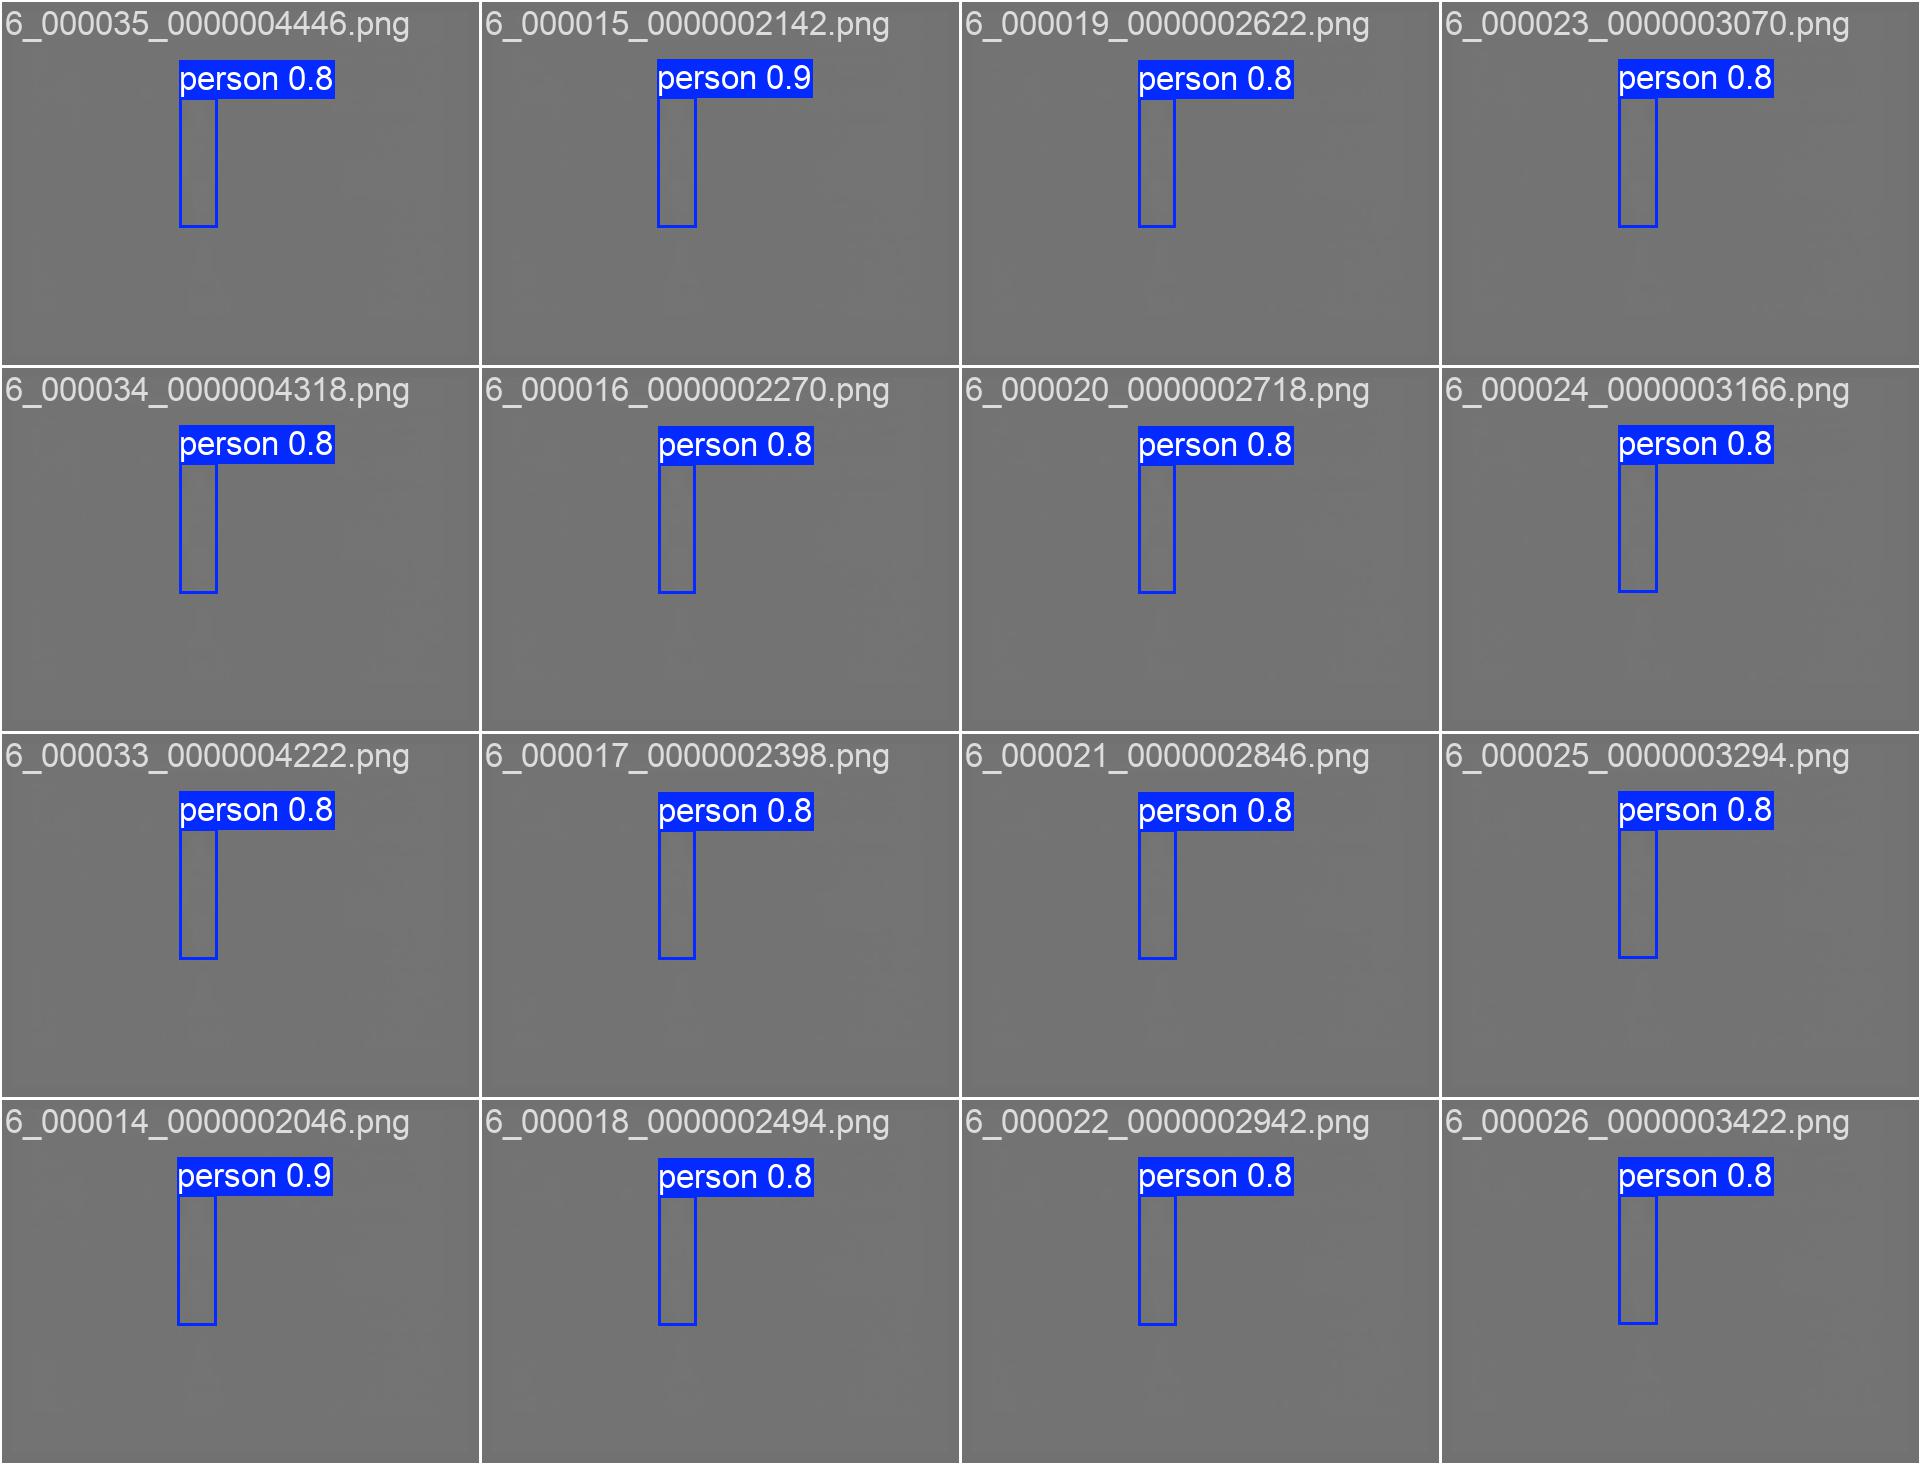 6_000035_0000004446.png
person 0.8
6_000015_0000002142.png
person 0.9
6_000019_0000002622.png
person 0.8
6_000023_0000003070.png
person 0.8
6_000034_0000004318.png
person 0.8
6_000016_0000002270.png
person 0.8
6_000020_0000002718.png
person 0.8
6_000024_0000003166.png
person 0.8
6_000033_0000004222.png
person 0.8
6_000017_0000002398.png
person 0.8
6_000021_0000002846.png
person 0.8
6_000025_0000003294.png
person 0.8
6_000014_0000002046.png
person 0.9
6_000018_0000002494.png
person 0.8
6_000022_0000002942.png
person 0.8
6_000026_0000003422.png
person 0.8